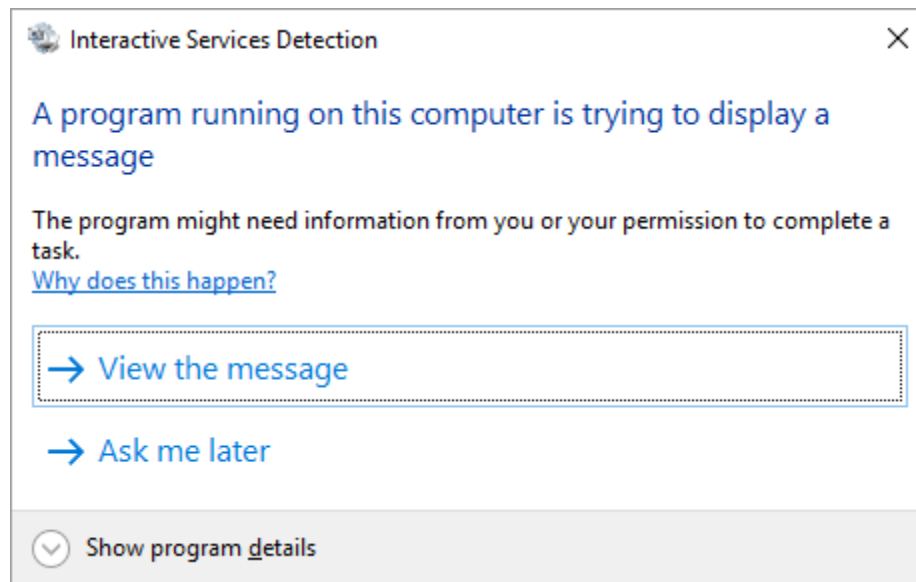 Interactive Services Detection
A program running on this computer is trying to display a
message
The program might need information from you or your permission to complete a
task.
Why does this happen?
View the message
Ask me later
Show program details